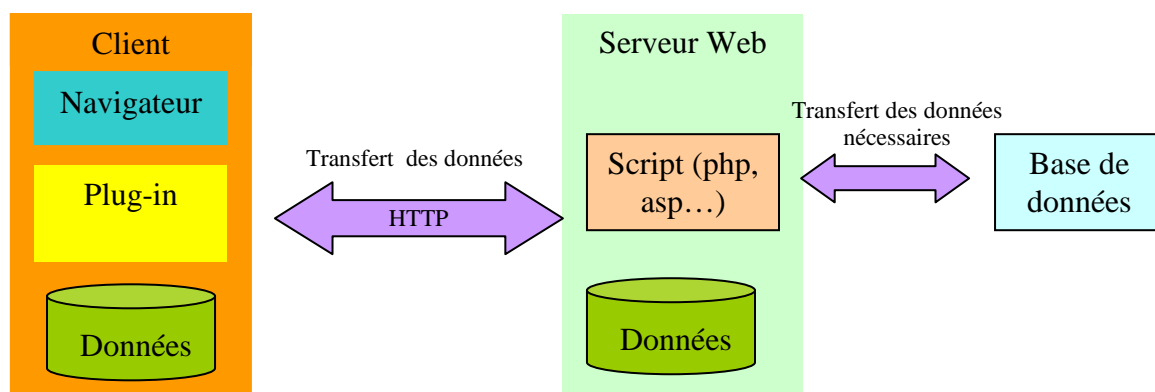 Client
Navigateur
Plug-in
Données
Transfert des données
HTTP
Serveur Web
Script (php,
asp…)
Données
Transfert des données
nécessaires
Base de
données